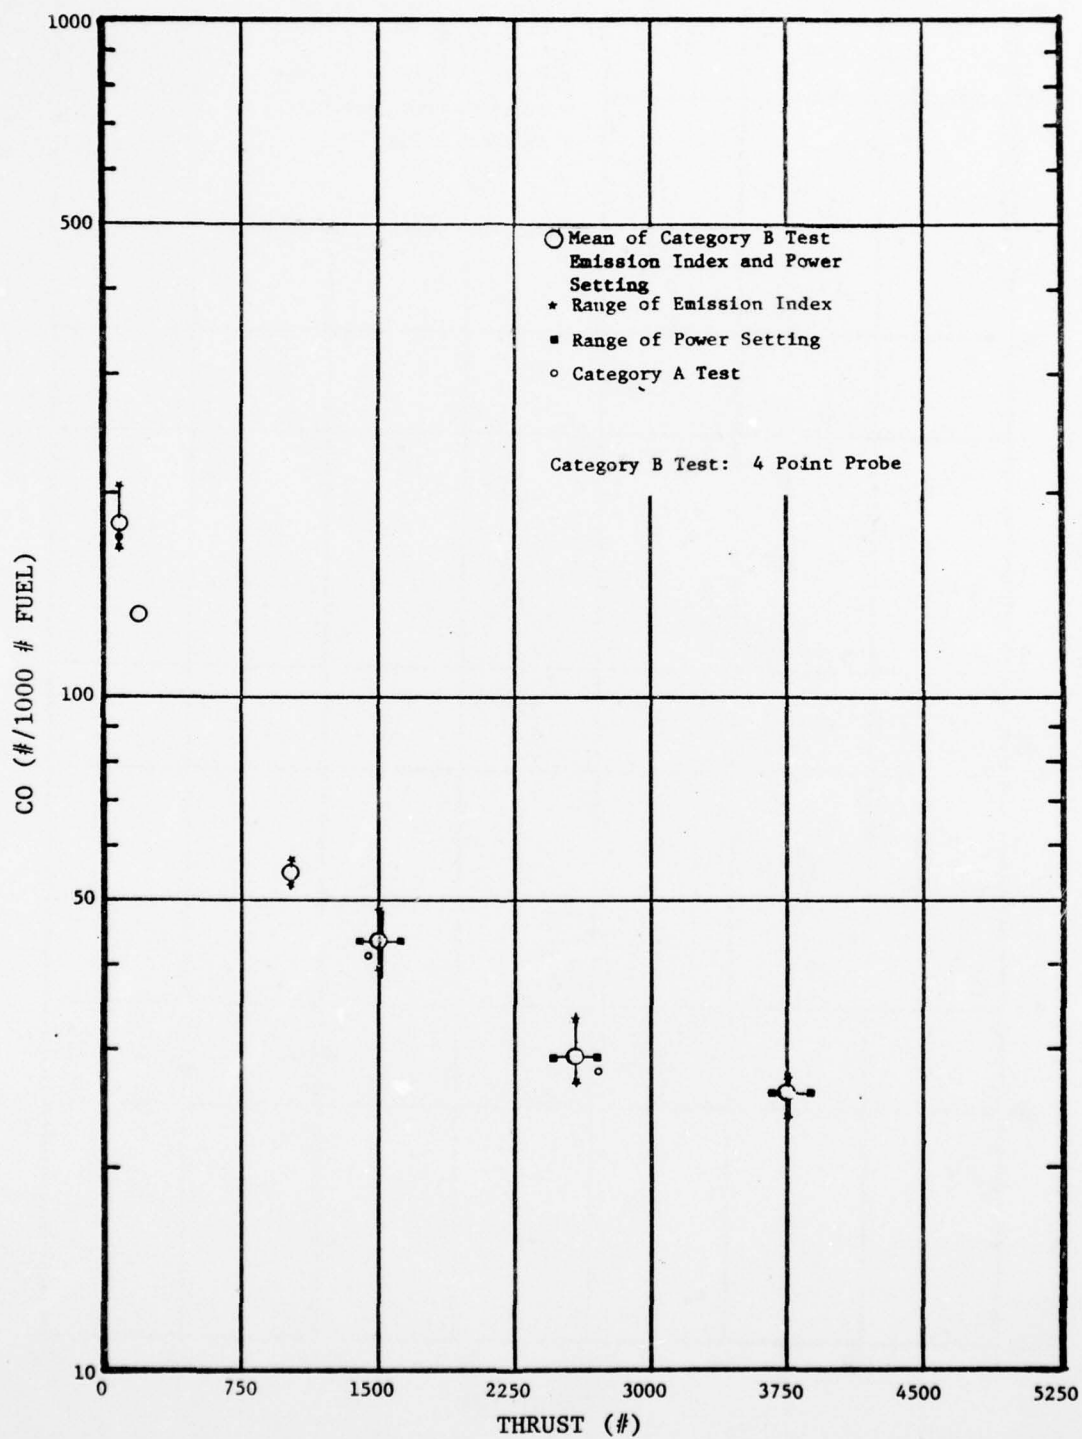 1000
500
○ Mean of Category B Test
Emission Index and Power
Setting
★ Range of Emission Index
■ Range of Power Setting
○ Category A Test
Category B Test: 4 Point Probe
CO (#/1000 # FUEL)
100
50
10
0 750 1500 2250 3000 3750 4500 5250
THRUST (#)